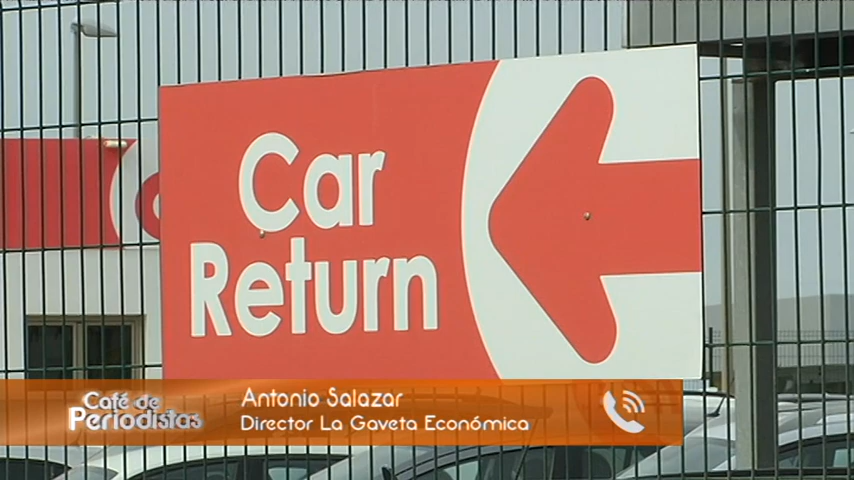 Car
Return
Café de
Periodistas
Antonio Salazar
Director La Gaveta Económica